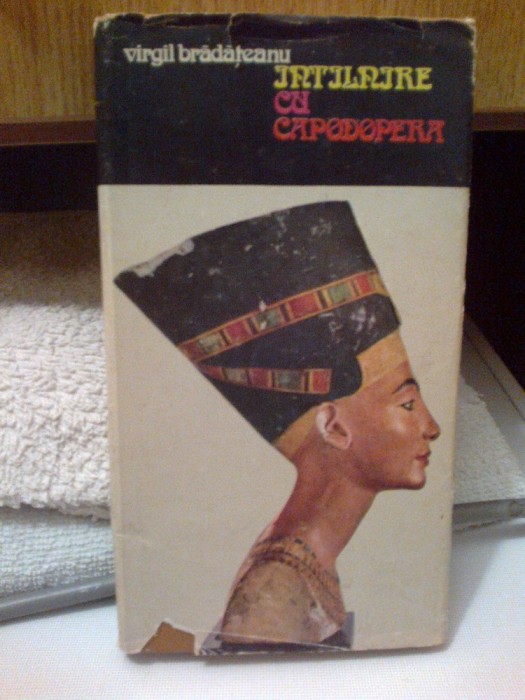 virgil brădățeanu
INTILNIRE
CU
CAPODOPERA